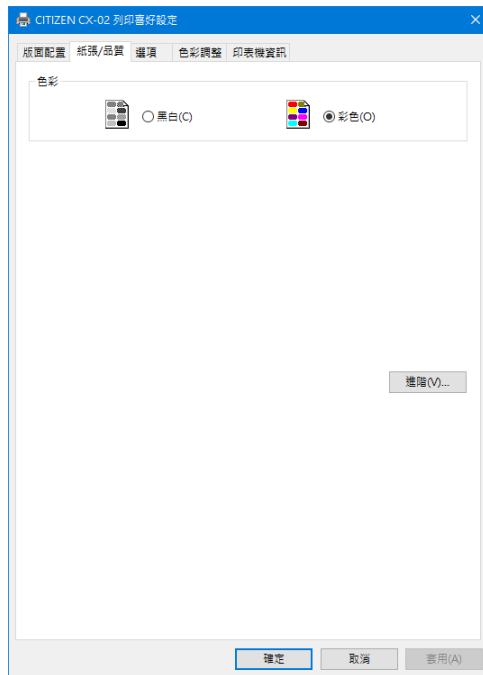 CITIZEN CX-02 列印喜好設定
版面配置 紙張/品質 選項 色彩調整 印表機資訊
色彩
黑白(C) 彩色(O)
進階(V)...
確定 取消 套用(A)